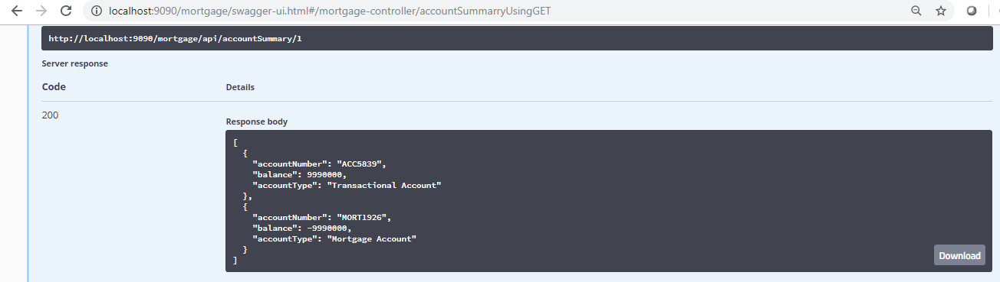 localhost:9090/mortgage/swagger-ui.html#/mortgage-controller/accountSummarryUsingGET
http://localhost:9090/mortgage/api/accountSummary/1
Server response
Code Details
200
Response body
[
  {
    "accountNumber": "ACC5839",
    "balance": 9990000,
    "accountType": "Transactional Account"
  },
  {
    "accountNumber": "MORT1926",
    "balance": -9990000,
    "accountType": "Mortgage Account"
  }
]
Download